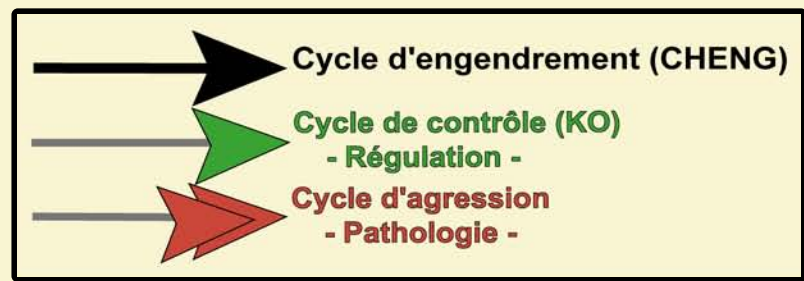 Cycle d'engendrement (CHENG)
Cycle de contrôle (KO)
- Régulation -
Cycle d'agression
- Pathologie -